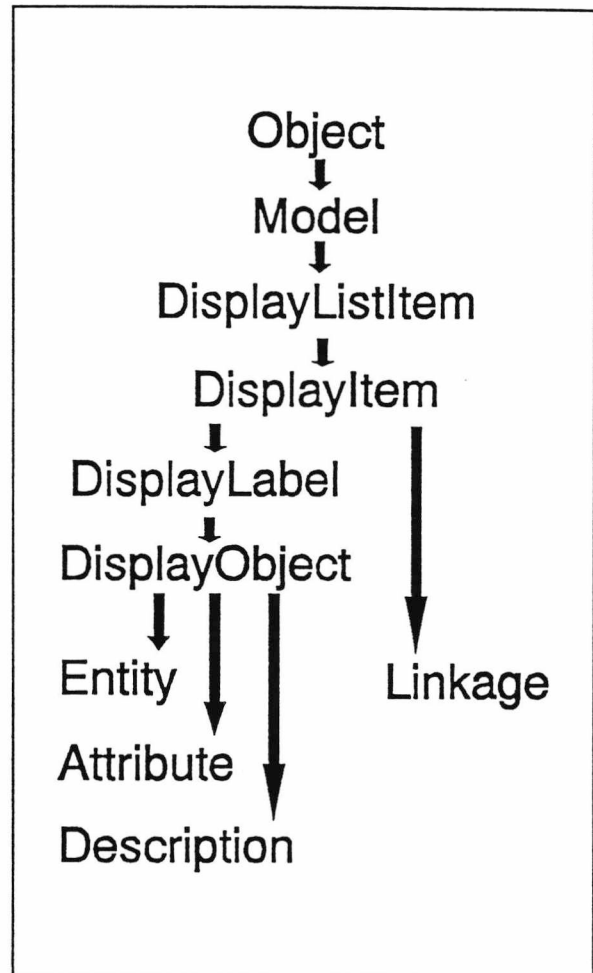 Object
Model
DisplayListItem
DisplayItem
DisplayLabel
DisplayObject
Entity
Linkage
Attribute
Description